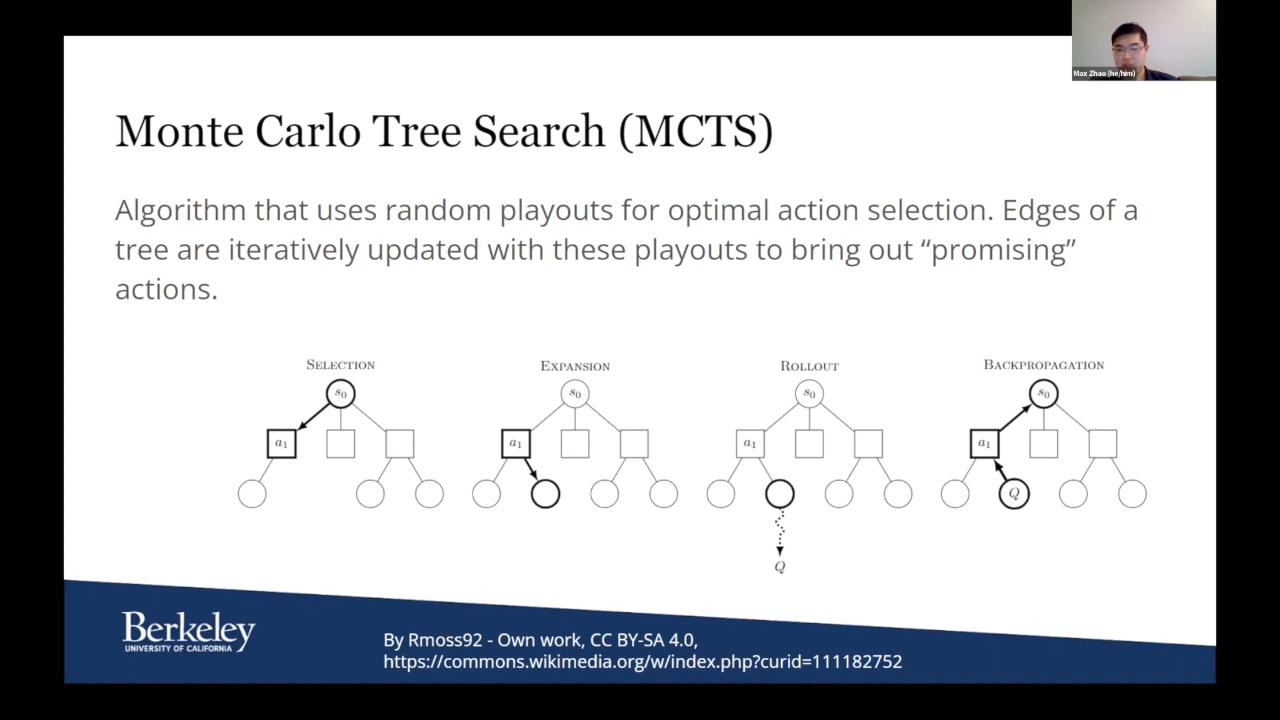 Max Zhao (he/him)
Monte Carlo Tree Search (MCTS)
Algorithm that uses random playouts for optimal action selection. Edges of a
tree are iteratively updated with these playouts to bring out “promising”
actions.
SELECTION
s0
a1
EXPANSION
s0
a1
ROLLOUT
s0
a1
Q
BACKPROPAGATION
s0
a1
Q
Berkeley
UNIVERSITY OF CALIFORNIA
By Rmoss92 - Own work, CC BY-SA 4.0,
https://commons.wikimedia.org/w/index.php?curid=111182752